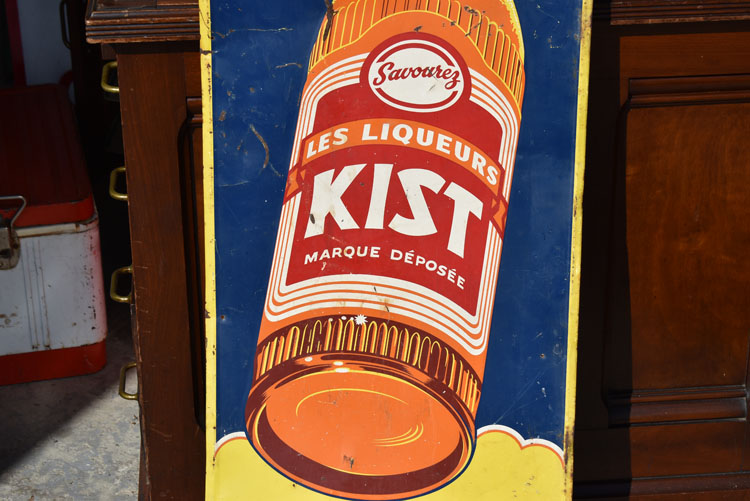 Savourez
LES LIQUEURS
KIST
MARQUE DÉPOSÉE